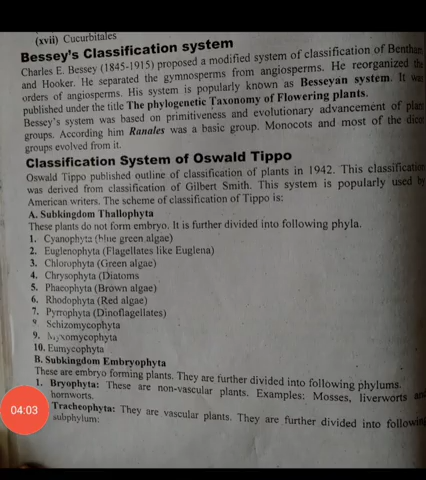 (xvii) Cucurbitales
Bessey's Classification system
Charles E. Bessey (1845-1915) proposed a modified system of classification of Bentham
and Hooker. He separated the gymnosperms from angiosperms. He reorganized the
orders of angiosperms. His system is popularly known as Besseyan system. It was
published under the title The phylogenetic Taxonomy of Flowering plants.
Bessey's system was based on primitiveness and evolutionary advancement of plant
groups. According him Ranales was a basic group. Monocots and most of the dicot
groups evolved from it.
Classification System of Oswald Tippo
Oswald Tippo published outline of classification of plants in 1942. This classification
was derived from classification of Gilbert Smith. This system is popularly used by
American writers. The scheme of classification of Tippo is:
A. Subkingdom Thallophyta
These plants do not form embryo. It is further divided into following phyla.
1. Cyanophyta (blue green algae)
2. Euglenophyta (Flagellates like Euglena)
3. Chlorophyta (Green algae)
4. Chrysophyta (Diatoms
5. Phaeophyta (Brown algae)
6. Rhodophyta (Red algae)
7. Pyrrophyta (Dinoflagellates)
Schizomycophyta
9. Myxomycophyta
10. Eumycophyta
B. Subkingdom Embryophyta
These are embryo forming plants. They are further divided into following phylums.
1. Bryophyta: These are non-vascular plants. Examples: Mosses, liverworts and
hornworts.
04:03
Tracheophyta: They are vascular plants. They are further divided into following
subphylum: